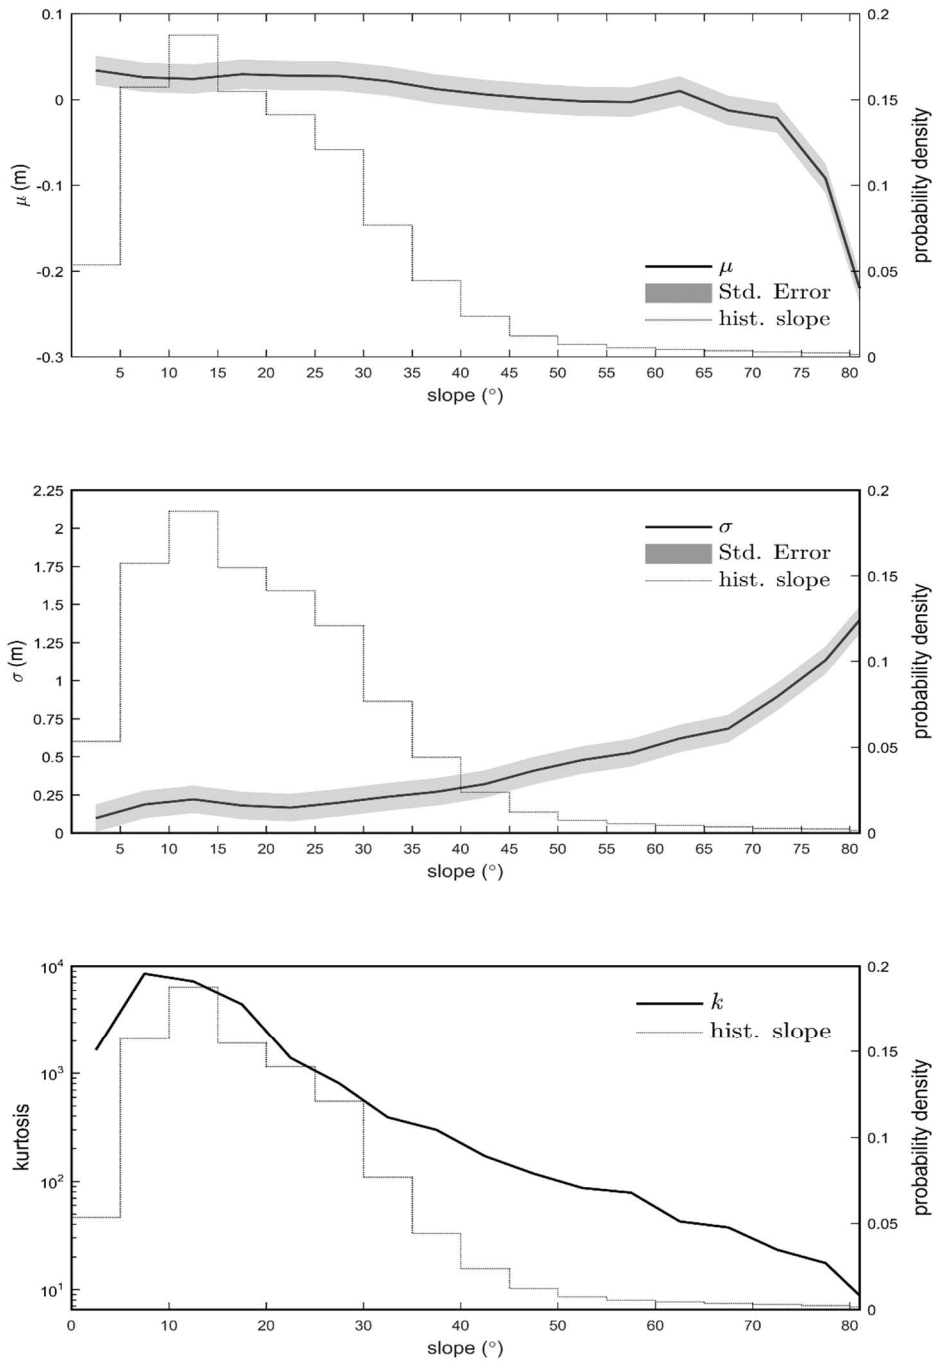 0.1
0
-0.1
-0.2
-0.3
μ (m)
0.2
0.15
0.1
0.05
0
probability density
μ
Std. Error
hist. slope
5 10 15 20 25 30 35 40 45 50 55 60 65 70 75 80
slope (°)
2.25
2
1.75
1.5
1.25
1
0.75
0.5
0.25
0
σ (m)
0.2
0.15
0.1
0.05
0
probability density
σ
Std. Error
hist. slope
5 10 15 20 25 30 35 40 45 50 55 60 65 70 75 80
slope (°)
10⁴
10³
10²
10¹
kurtosis
0.2
0.15
0.1
0.05
0
probability density
k
hist. slope
0 10 20 30 40 50 60 70 80
slope (°)